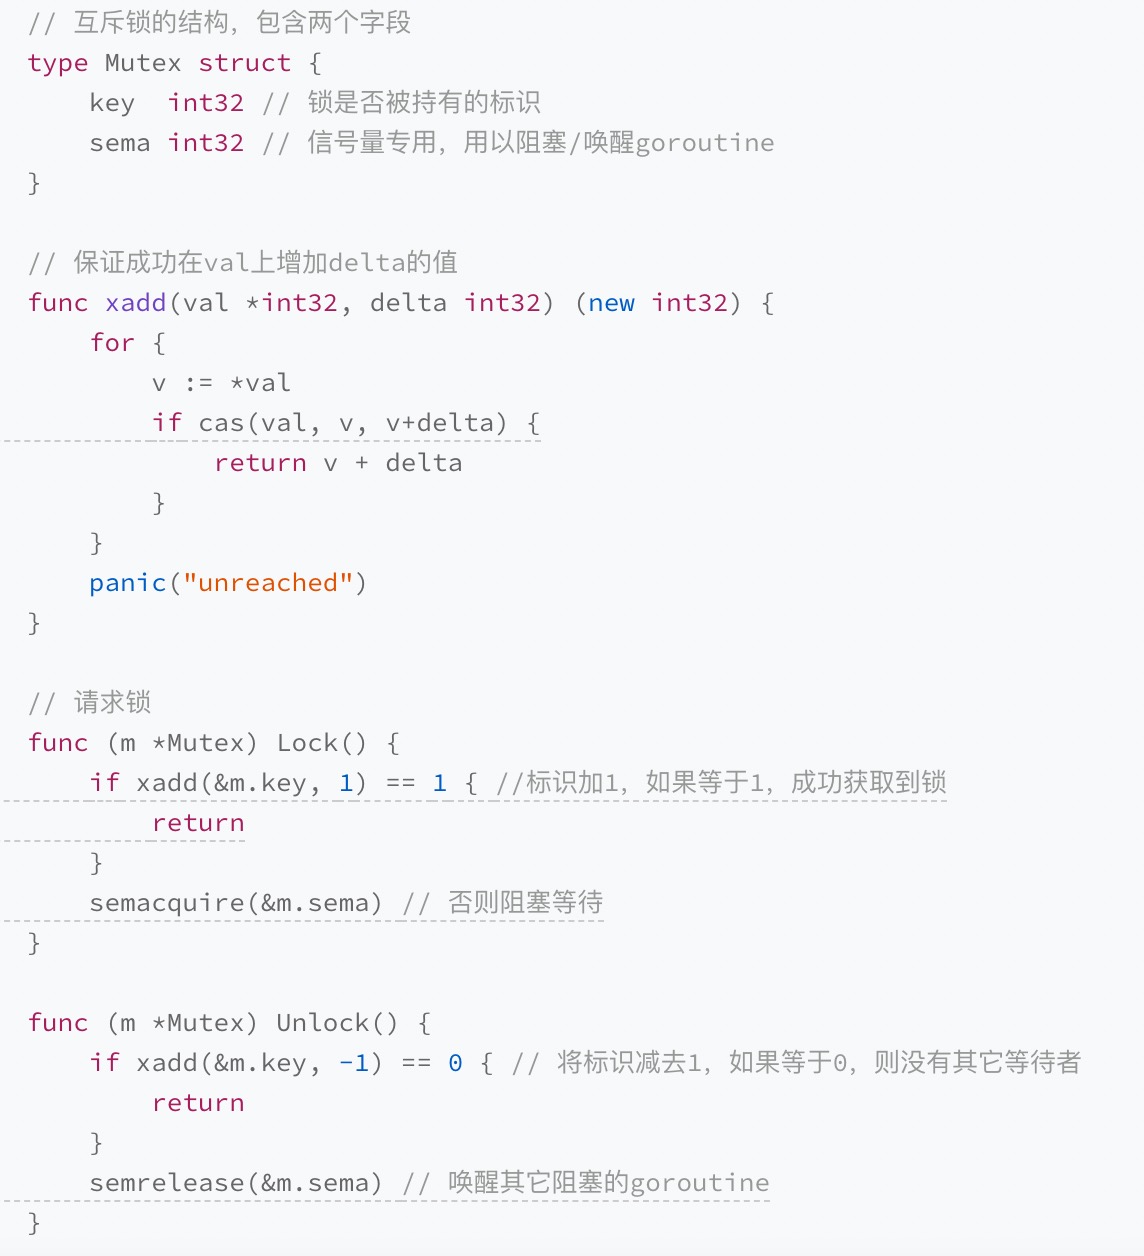 // 互斥锁的结构，包含两个字段
type Mutex struct {
    key  int32 // 锁是否被持有的标识
    sema int32 // 信号量专用，用以阻塞/唤醒goroutine
}

// 保证成功在val上增加delta的值
func xadd(val *int32, delta int32) (new int32) {
    for {
        v := *val
        if cas(val, v, v+delta) {
            return v + delta
        }
    }
    panic("unreached")
}

// 请求锁
func (m *Mutex) Lock() {
    if xadd(&m.key, 1) == 1 { //标识加1，如果等于1，成功获取到锁
        return
    }
    semacquire(&m.sema) // 否则阻塞等待
}

func (m *Mutex) Unlock() {
    if xadd(&m.key, -1) == 0 { // 将标识减去1，如果等于0，则没有其它等待者
        return
    }
    semrelease(&m.sema) // 唤醒其它阻塞的goroutine
}